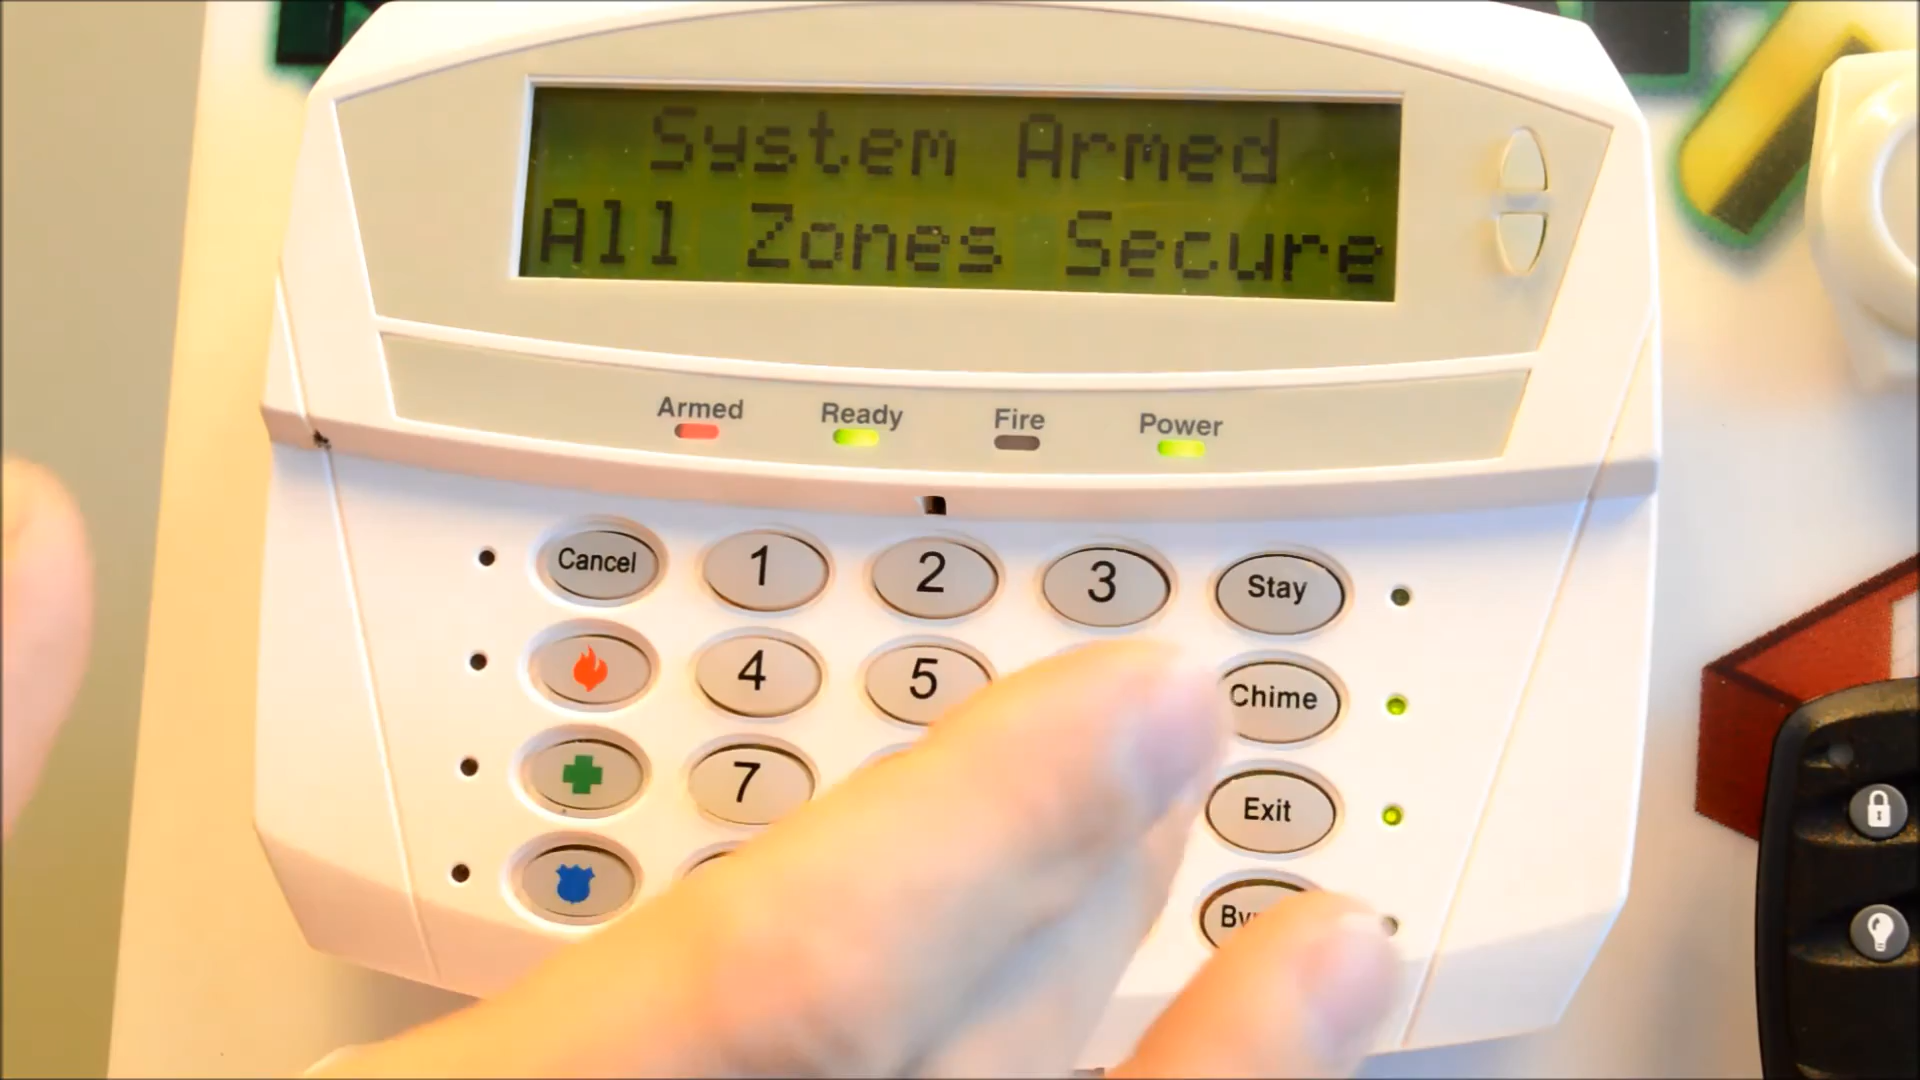 System Armed
All Zones Secure
Armed Ready Fire Power
Cancel 1 2 3 Stay
4 5 Chime
7 Exit